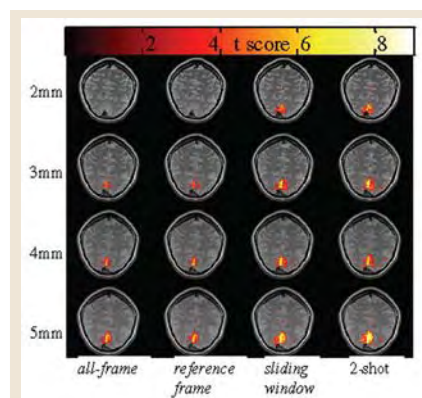 2 4 t score 6 8
2mm
3mm
4mm
5mm
all-frame reference frame sliding window 2-shot